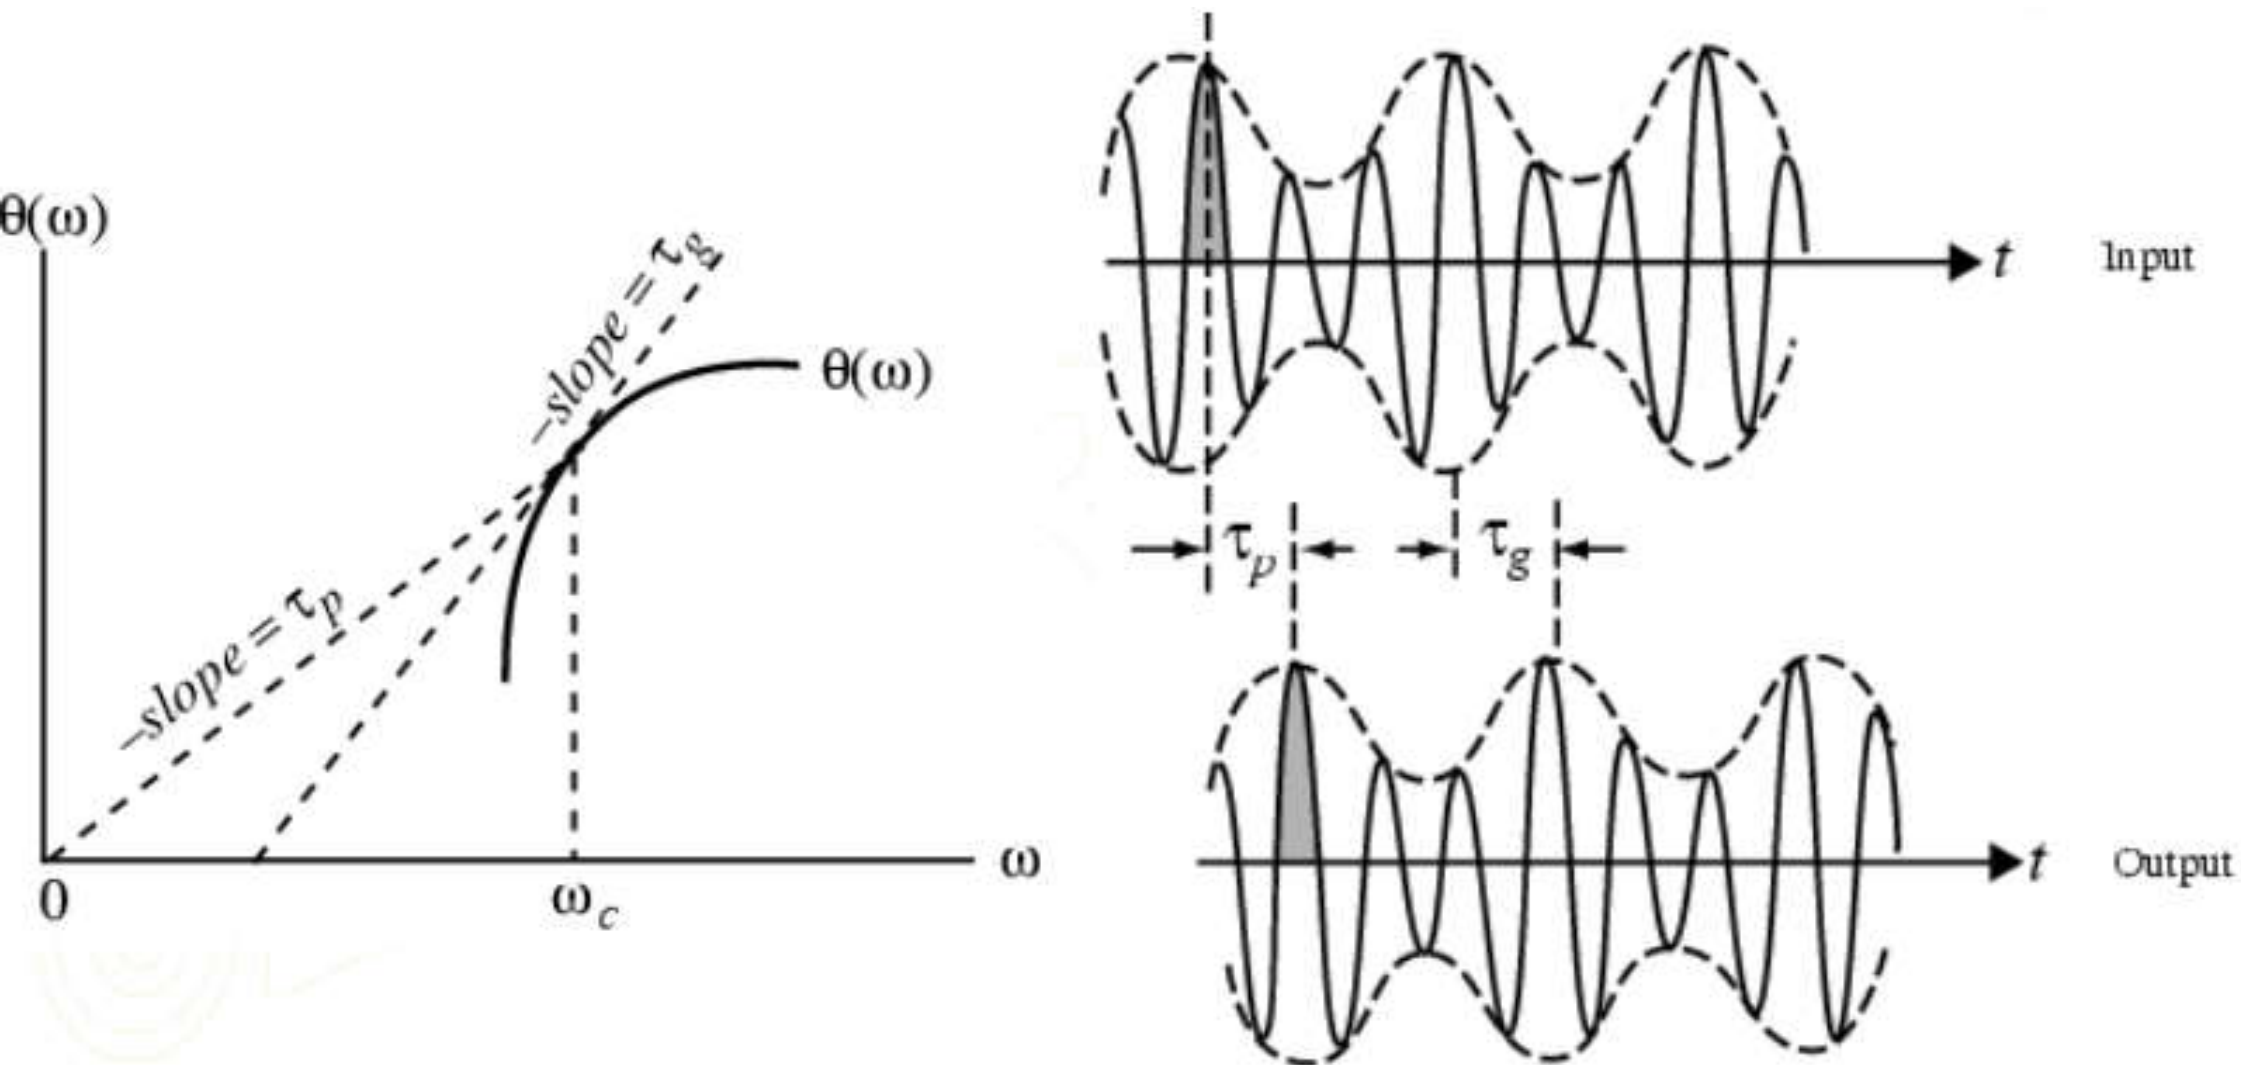 θ(ω)
–slope = τg
θ(ω)
–slope = τp
0
ωc
ω
t
Input
τp
τg
t
Output